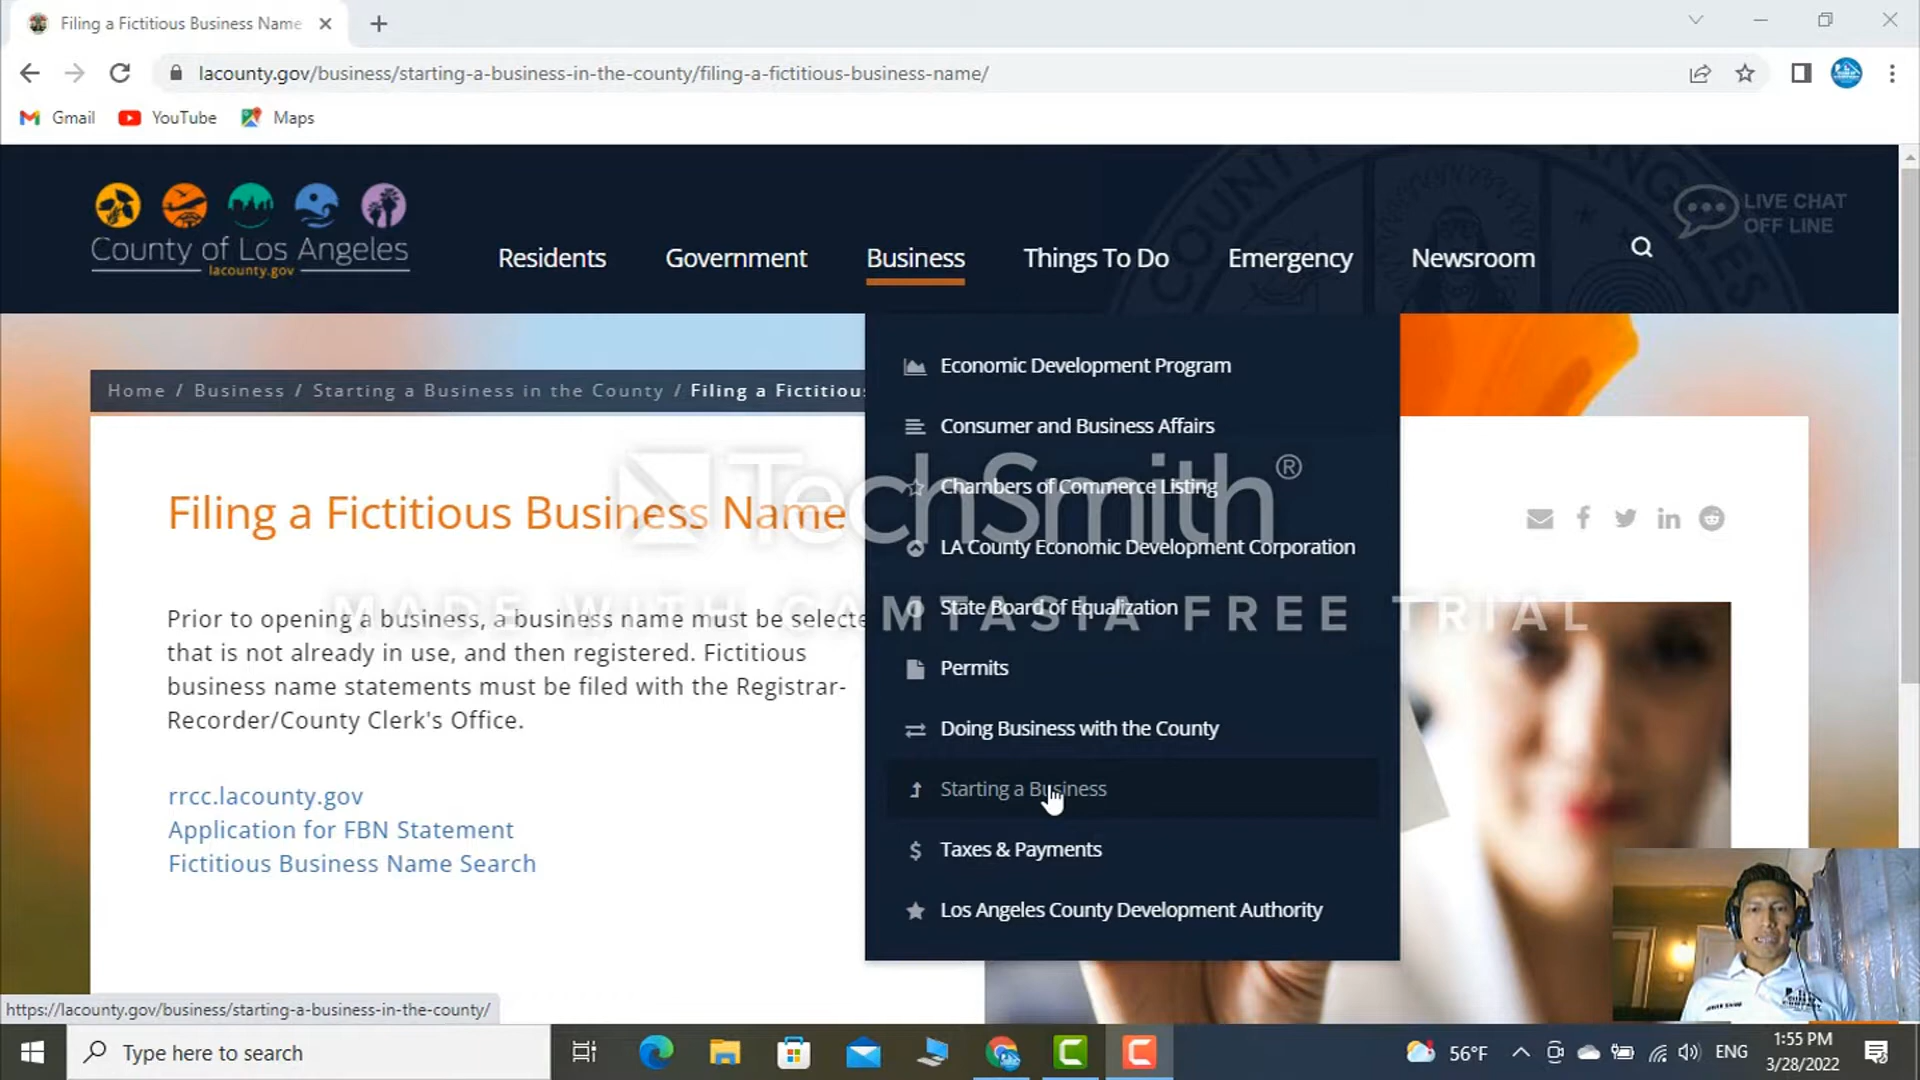 Filing a Fictitious Business Name
lacounty.gov/business/starting-a-business-in-the-county/filing-a-fictitious-business-name/
Gmail
YouTube
Maps
County of Los Angeles
lacounty.gov
Residents
Government
Business
Things To Do
Emergency
Newsroom
LIVE CHAT
OFF LINE
Home / Business / Starting a Business in the County / Filing a Fictitious
Economic Development Program
Consumer and Business Affairs
Chambers of Commerce Listing
LA County Economic Development Corporation
State Board of Equalization
Permits
Doing Business with the County
Starting a Business
Taxes & Payments
Los Angeles County Development Authority
TechSmith®
MADE WITH CAMTASIA FREE TRIAL
Filing a Fictitious Business Name
Prior to opening a business, a business name must be selecte
that is not already in use, and then registered. Fictitious
business name statements must be filed with the Registrar-
Recorder/County Clerk's Office.
rrcc.lacounty.gov
Application for FBN Statement
Fictitious Business Name Search
https://lacounty.gov/business/starting-a-business-in-the-county/
Type here to search
56°F
ENG
1:55 PM
3/28/2022